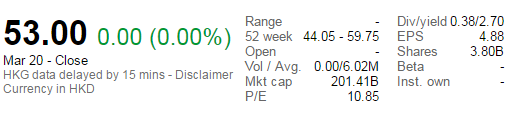 53.00 0.00 (0.00%)
Mar 20 - Close
HKG data delayed by 15 mins - Disclaimer
Currency in HKD
Range -
52 week 44.05 - 59.75
Open -
Vol / Avg. 0.00/6.02M
Mkt cap 201.41B
P/E 10.85
Div/yield 0.38/2.70
EPS 4.88
Shares 3.80B
Beta -
Inst. own -